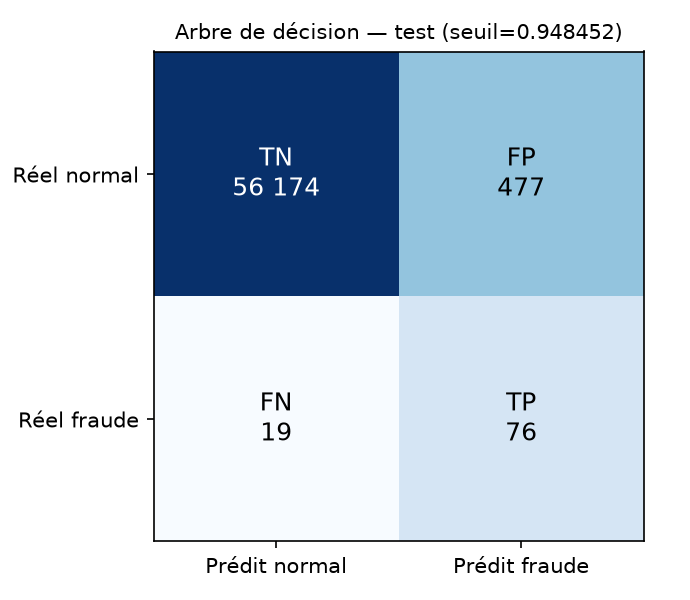 Arbre de décision — test (seuil=0.948452)
Réel normal
TN
56 174
FP
477
Réel fraude
FN
19
TP
76
Prédit normal
Prédit fraude